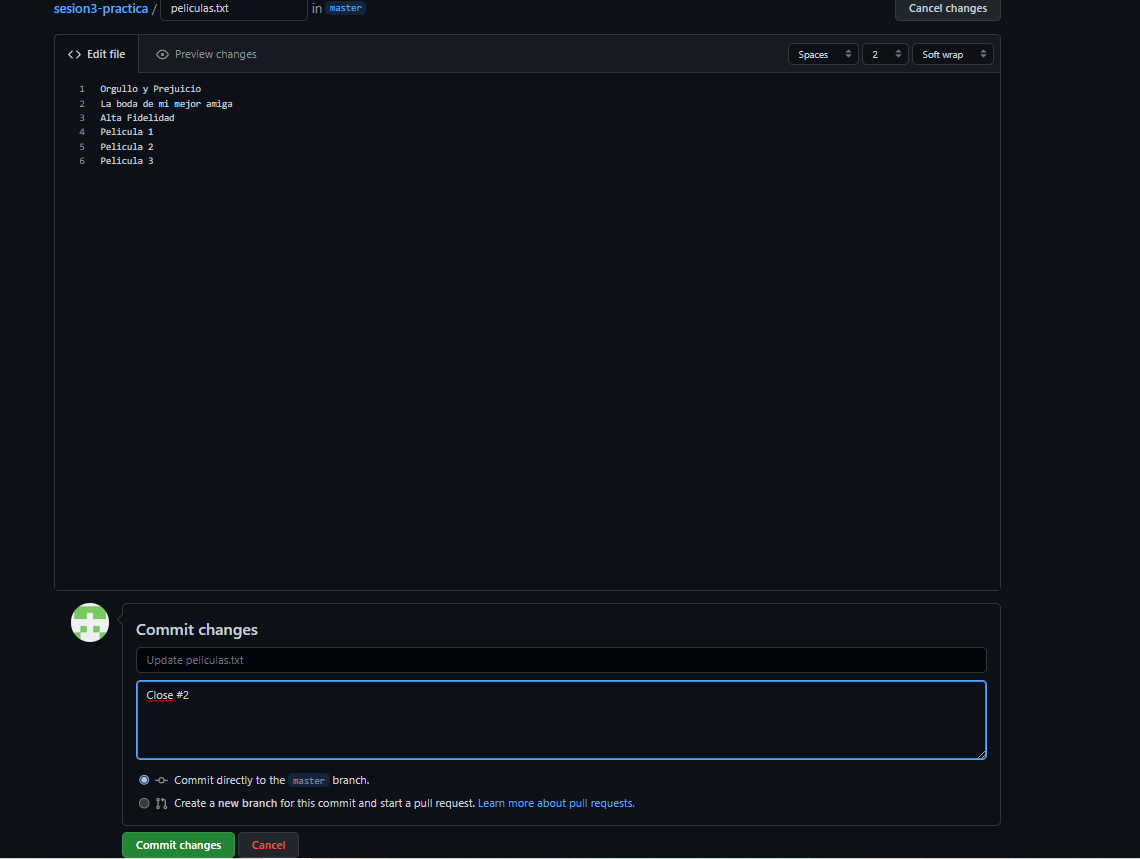 sesion3-practica / peliculas.txt in master Cancel changes
Edit file Preview changes Spaces 2 Soft wrap
1 Orgullo y Prejuicio
2 La boda de mi mejor amiga
3 Alta Fidelidad
4 Pelicula 1
5 Pelicula 2
6 Pelicula 3
Commit changes
Update peliculas.txt
Close #2
Commit directly to the master branch.
Create a new branch for this commit and start a pull request. Learn more about pull requests.
Commit changes Cancel